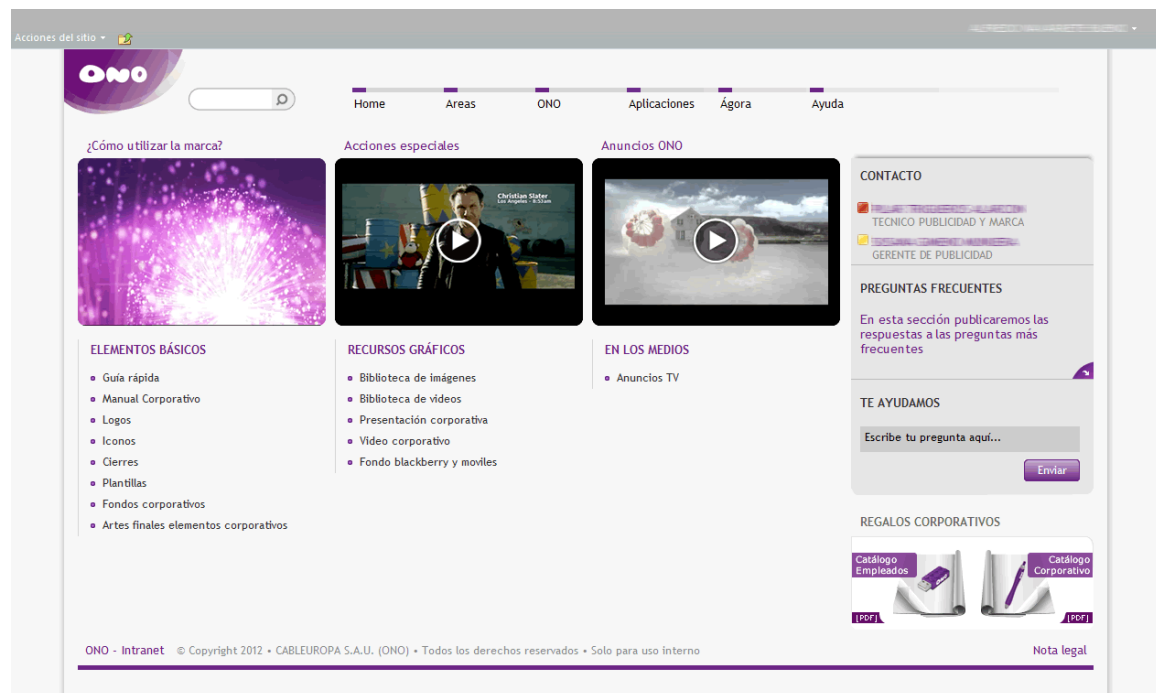 Acciones del sitio
ONO
Home
Areas
ONO
Aplicaciones
Ágora
Ayuda
¿Cómo utilizar la marca?
Acciones especiales
Anuncios ONO
Christian Slater
Los Angeles - 8:53am
CONTACTO
TECNICO PUBLICIDAD Y MARCA
GERENTE DE PUBLICIDAD
PREGUNTAS FRECUENTES
En esta sección publicaremos las
respuestas a las preguntas más
frecuentes
TE AYUDAMOS
Escribe tu pregunta aquí...
Enviar
ELEMENTOS BÁSICOS
Guía rápida
Manual Corporativo
Logos
Iconos
Cierres
Plantillas
Fondos corporativos
Artes finales elementos corporativos
RECURSOS GRÁFICOS
Biblioteca de imágenes
Biblioteca de videos
Presentación corporativa
Video corporativo
Fondo blackberry y moviles
EN LOS MEDIOS
Anuncios TV
REGALOS CORPORATIVOS
Catálogo
Empleados
[PDF]
Catálogo
Corporativo
[PDF]
ONO - Intranet © Copyright 2012 • CABLEUROPA S.A.U. (ONO) • Todos los derechos reservados • Solo para uso interno
Nota legal